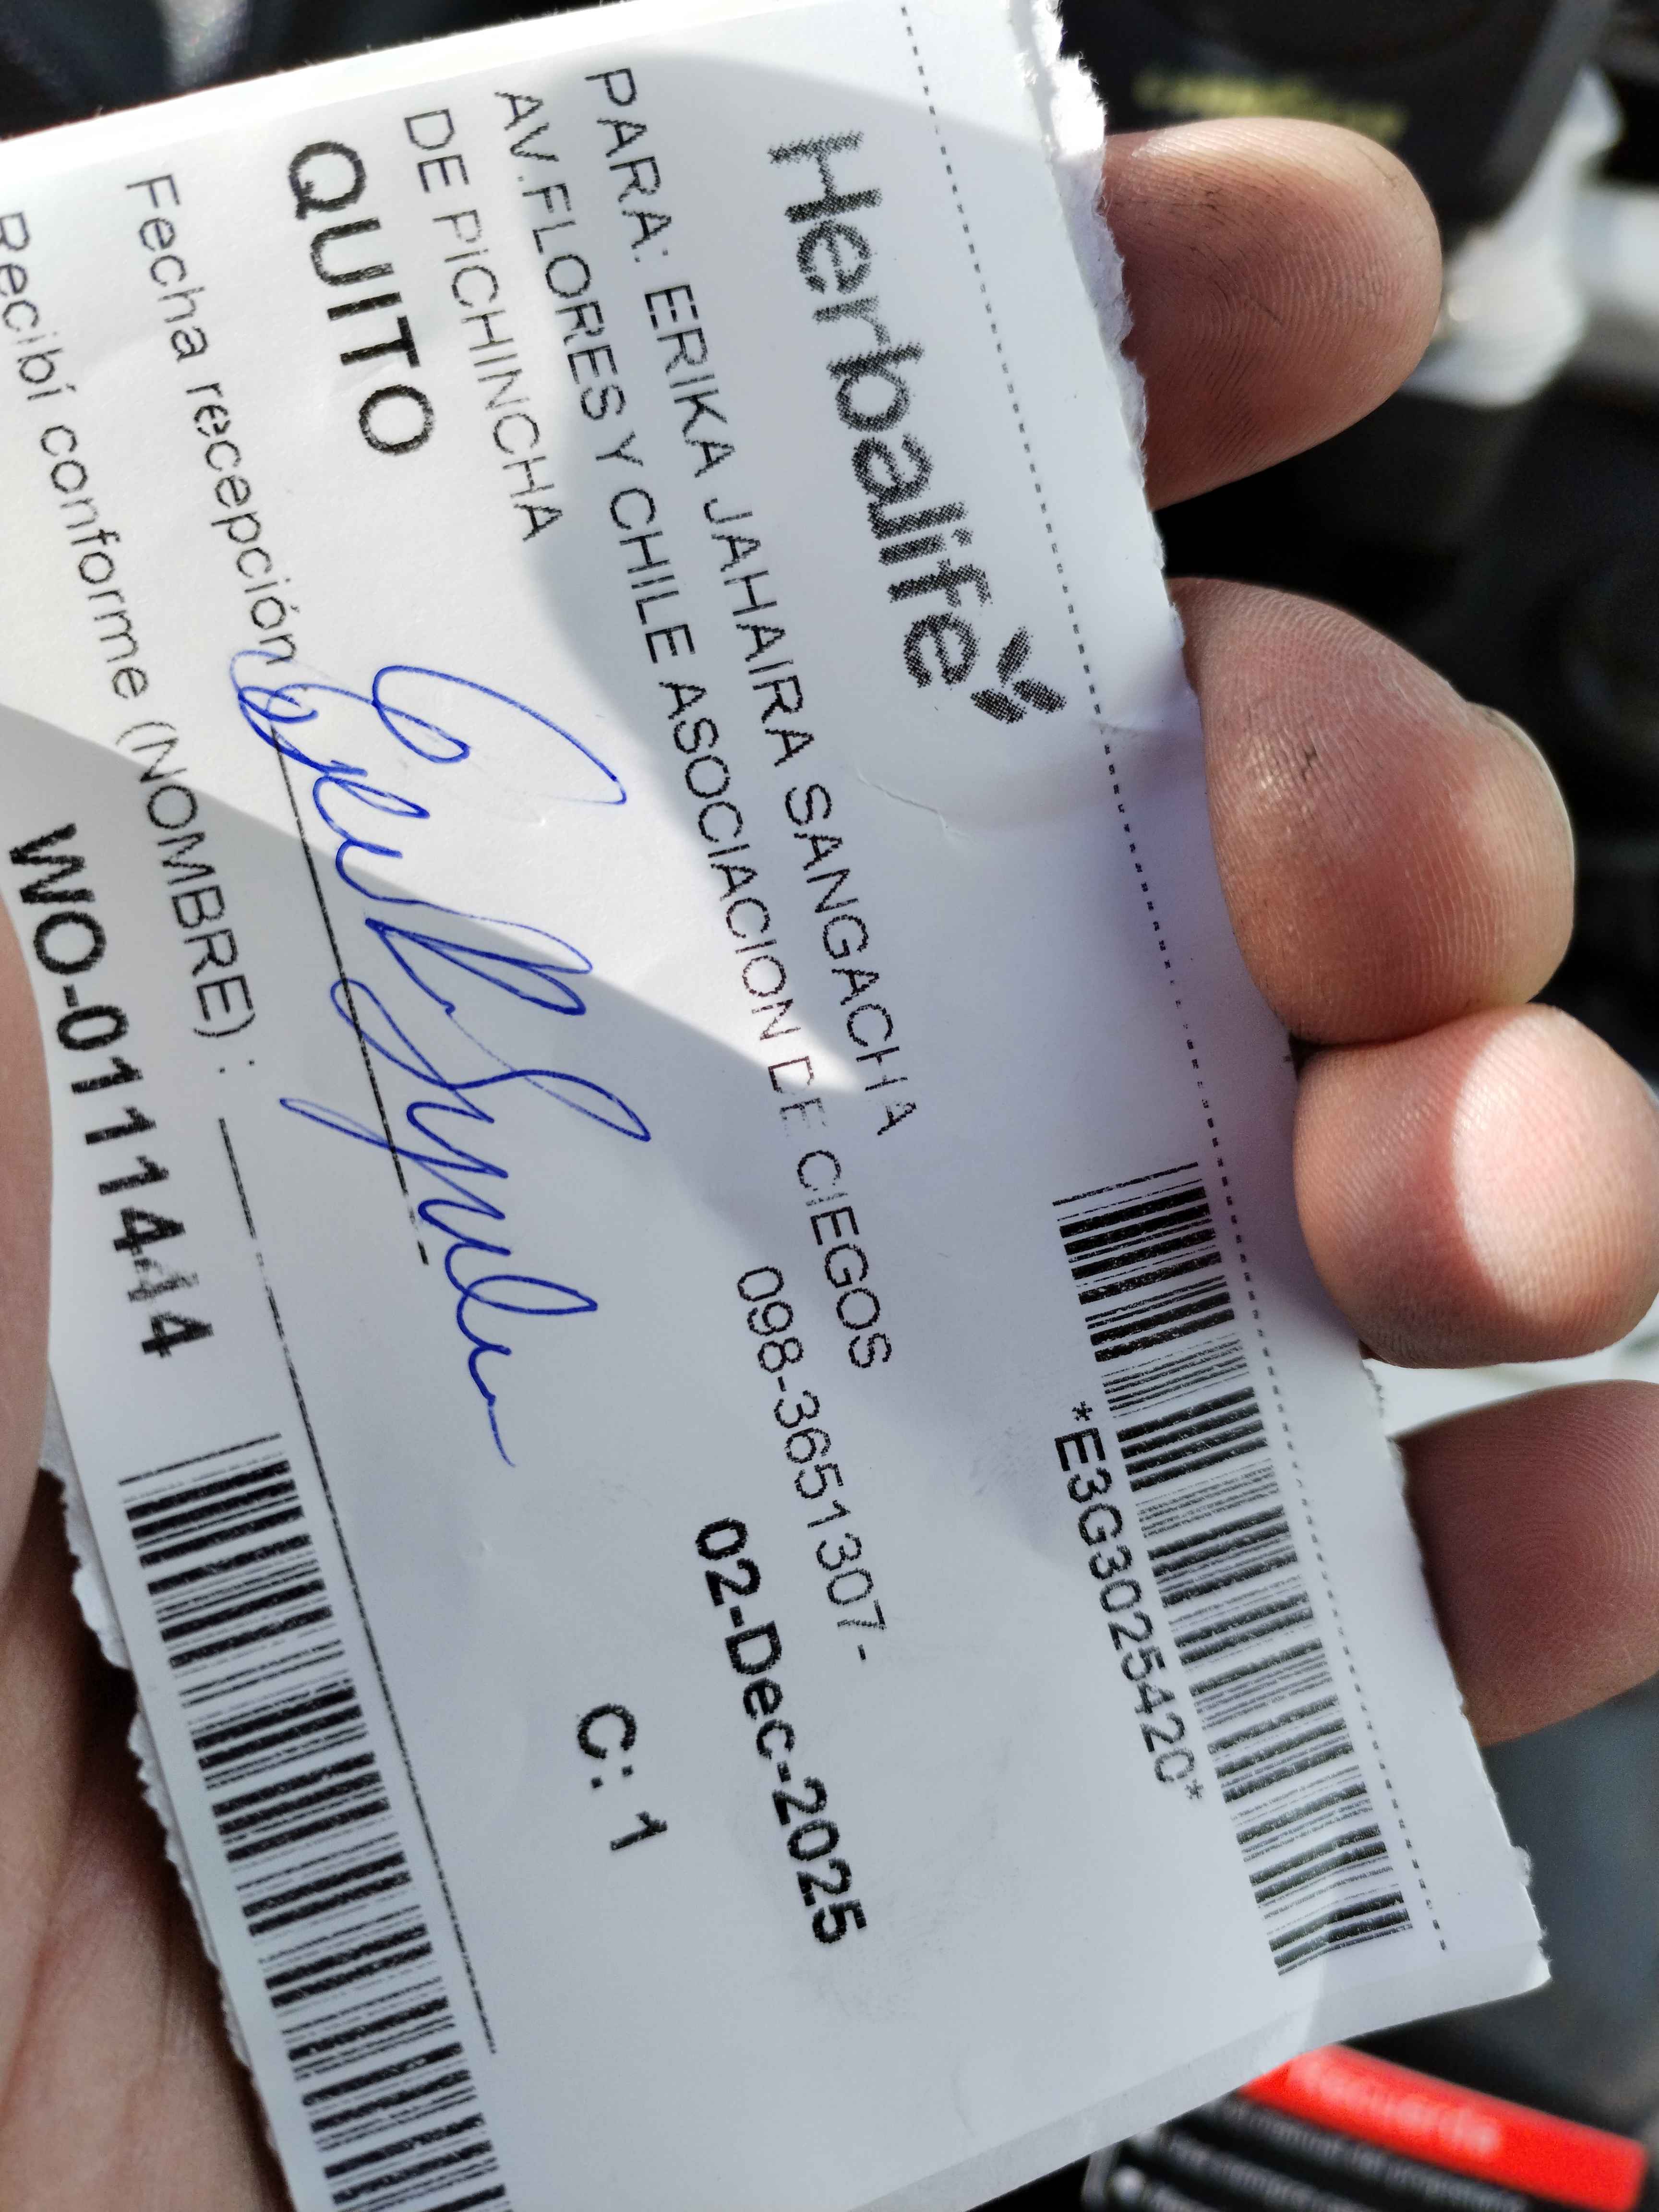 Herbalife
*E3G3025420*
PARA: ERIKA JAHAIRA SANGACHA
AV.FLORES Y CHILE ASOCIACION DE CIEGOS
DE PICHINCHA
098-3651307-
QUITO
02-Dec-2025
C: 1
Fecha recepción
Recibí conforme (NOMBRE) :
WO-0111444
Recuerda